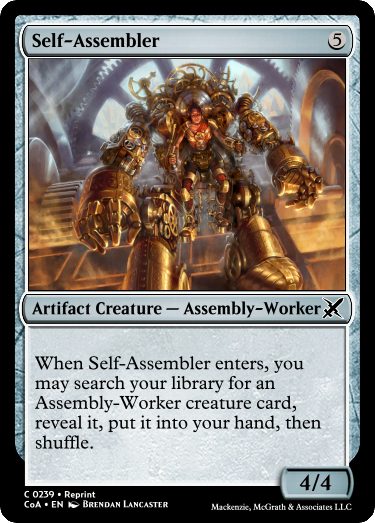 Self-Assembler 5
Artifact Creature — Assembly-Worker
When Self-Assembler enters, you
may search your library for an
Assembly-Worker creature card,
reveal it, put it into your hand, then
shuffle.
4/4
C 0239 • Reprint
CoA • EN Brendan Lancaster
Mackenzie, McGrath & Associates LLC